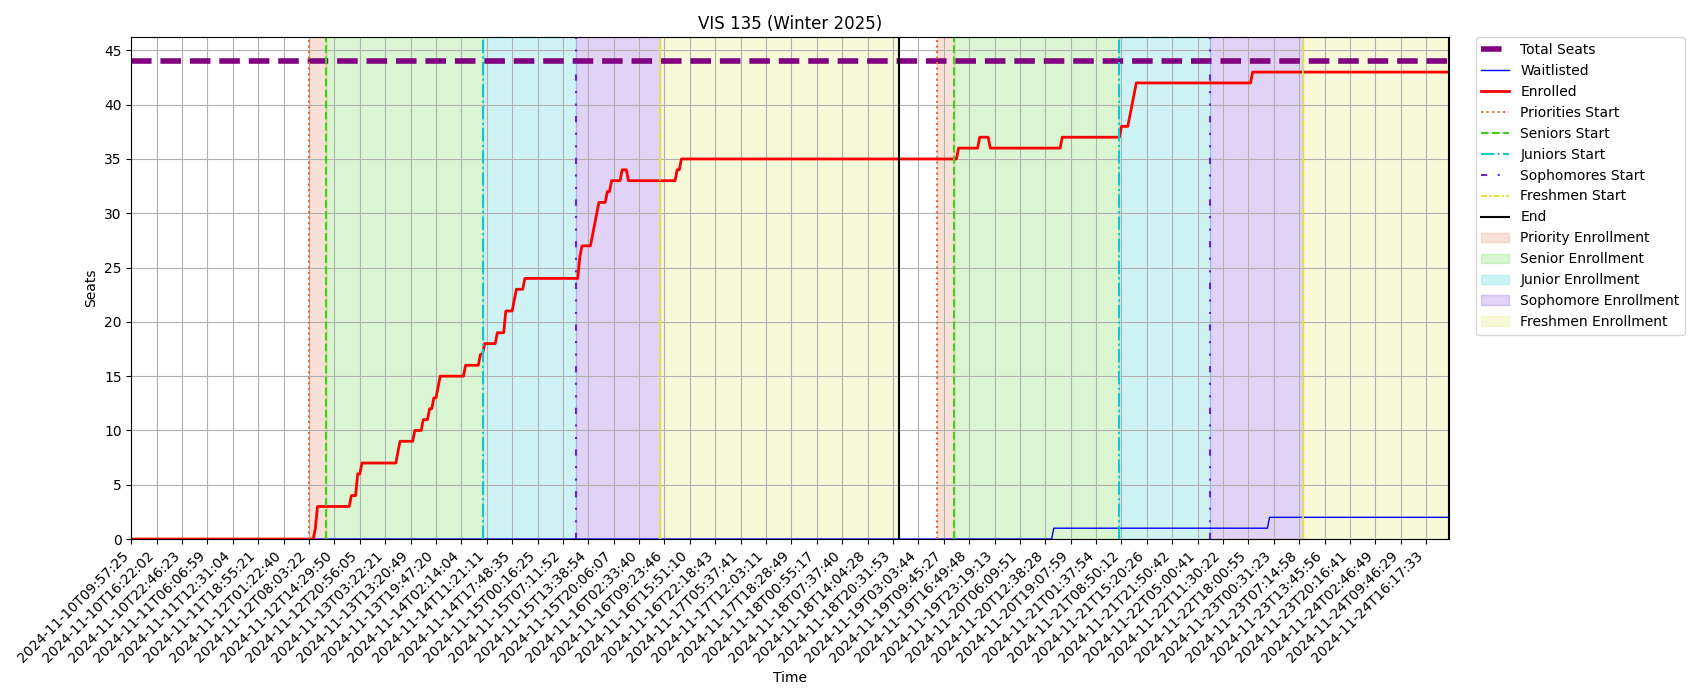 VIS 135 (Winter 2025)
Seats
45
40
35
30
25
20
15
10
5
0
2024-11-10T09:57:25
2024-11-10T16:22:02
2024-11-10T22:46:23
2024-11-11T06:06:59
2024-11-11T12:31:04
2024-11-11T18:55:21
2024-11-12T01:22:40
2024-11-12T08:03:22
2024-11-12T14:29:50
2024-11-12T20:56:05
2024-11-13T03:22:21
2024-11-13T13:20:49
2024-11-13T19:47:20
2024-11-14T02:14:04
2024-11-14T11:21:11
2024-11-14T17:48:35
2024-11-15T00:16:25
2024-11-15T07:11:52
2024-11-15T13:38:54
2024-11-15T20:06:07
2024-11-16T02:33:40
2024-11-16T09:23:46
2024-11-16T15:51:10
2024-11-16T22:18:43
2024-11-17T05:37:41
2024-11-17T12:03:11
2024-11-17T18:28:49
2024-11-18T00:55:17
2024-11-18T07:37:40
2024-11-18T14:04:28
2024-11-18T20:31:53
2024-11-19T03:03:44
2024-11-19T09:45:27
2024-11-19T16:49:48
2024-11-19T23:19:13
2024-11-20T06:09:51
2024-11-20T12:38:28
2024-11-20T19:07:59
2024-11-21T01:37:54
2024-11-21T08:50:12
2024-11-21T15:20:26
2024-11-21T21:50:42
2024-11-22T05:00:41
2024-11-22T11:30:22
2024-11-22T18:00:55
2024-11-23T00:31:23
2024-11-23T07:14:58
2024-11-23T13:45:56
2024-11-23T20:16:41
2024-11-24T02:46:49
2024-11-24T09:46:29
2024-11-24T16:17:33
Time
Total Seats
Waitlisted
Enrolled
Priorities Start
Seniors Start
Juniors Start
Sophomores Start
Freshmen Start
End
Priority Enrollment
Senior Enrollment
Junior Enrollment
Sophomore Enrollment
Freshmen Enrollment